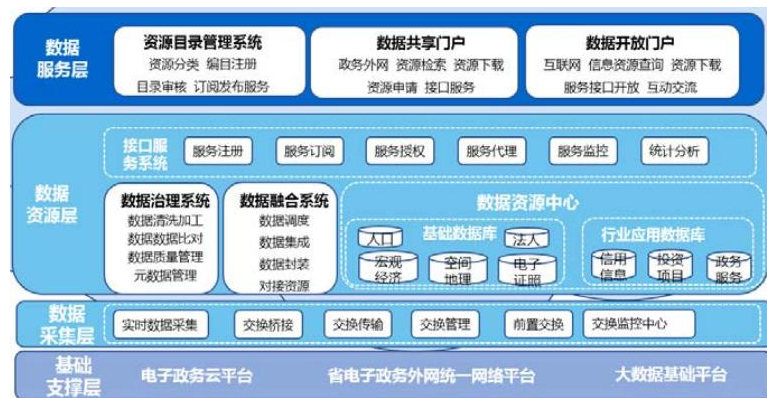 数据
服务层
资源目录管理系统
资源分类 编目注册
目录审核 订阅发布服务
数据共享门户
政务外网 资源检索 资源下载
资源申请 接口服务
数据开放门户
互联网 信息资源查询 资源下载
服务接口开放 互动交流
数据
资源层
接口服
务系统
服务注册
服务订阅
服务授权
服务代理
服务监控
统计分析
数据治理系统
数据清洗加工
数据数据比对
数据质量管理
元数据管理
数据融合系统
数据调度
数据集成
数据封装
对接资源
数据资源中心
基础数据库
人口
法人
宏观
经济
空间
地理
电子
证照
行业应用数据库
信用
信息
投资
项目
政务
服务
数据
采集层
实时数据采集
交换桥接
交换传输
交换管理
前置交换
交换监控中心
基础
支撑层
电子政务云平台
省电子政务外网统一网络平台
大数据基础平台